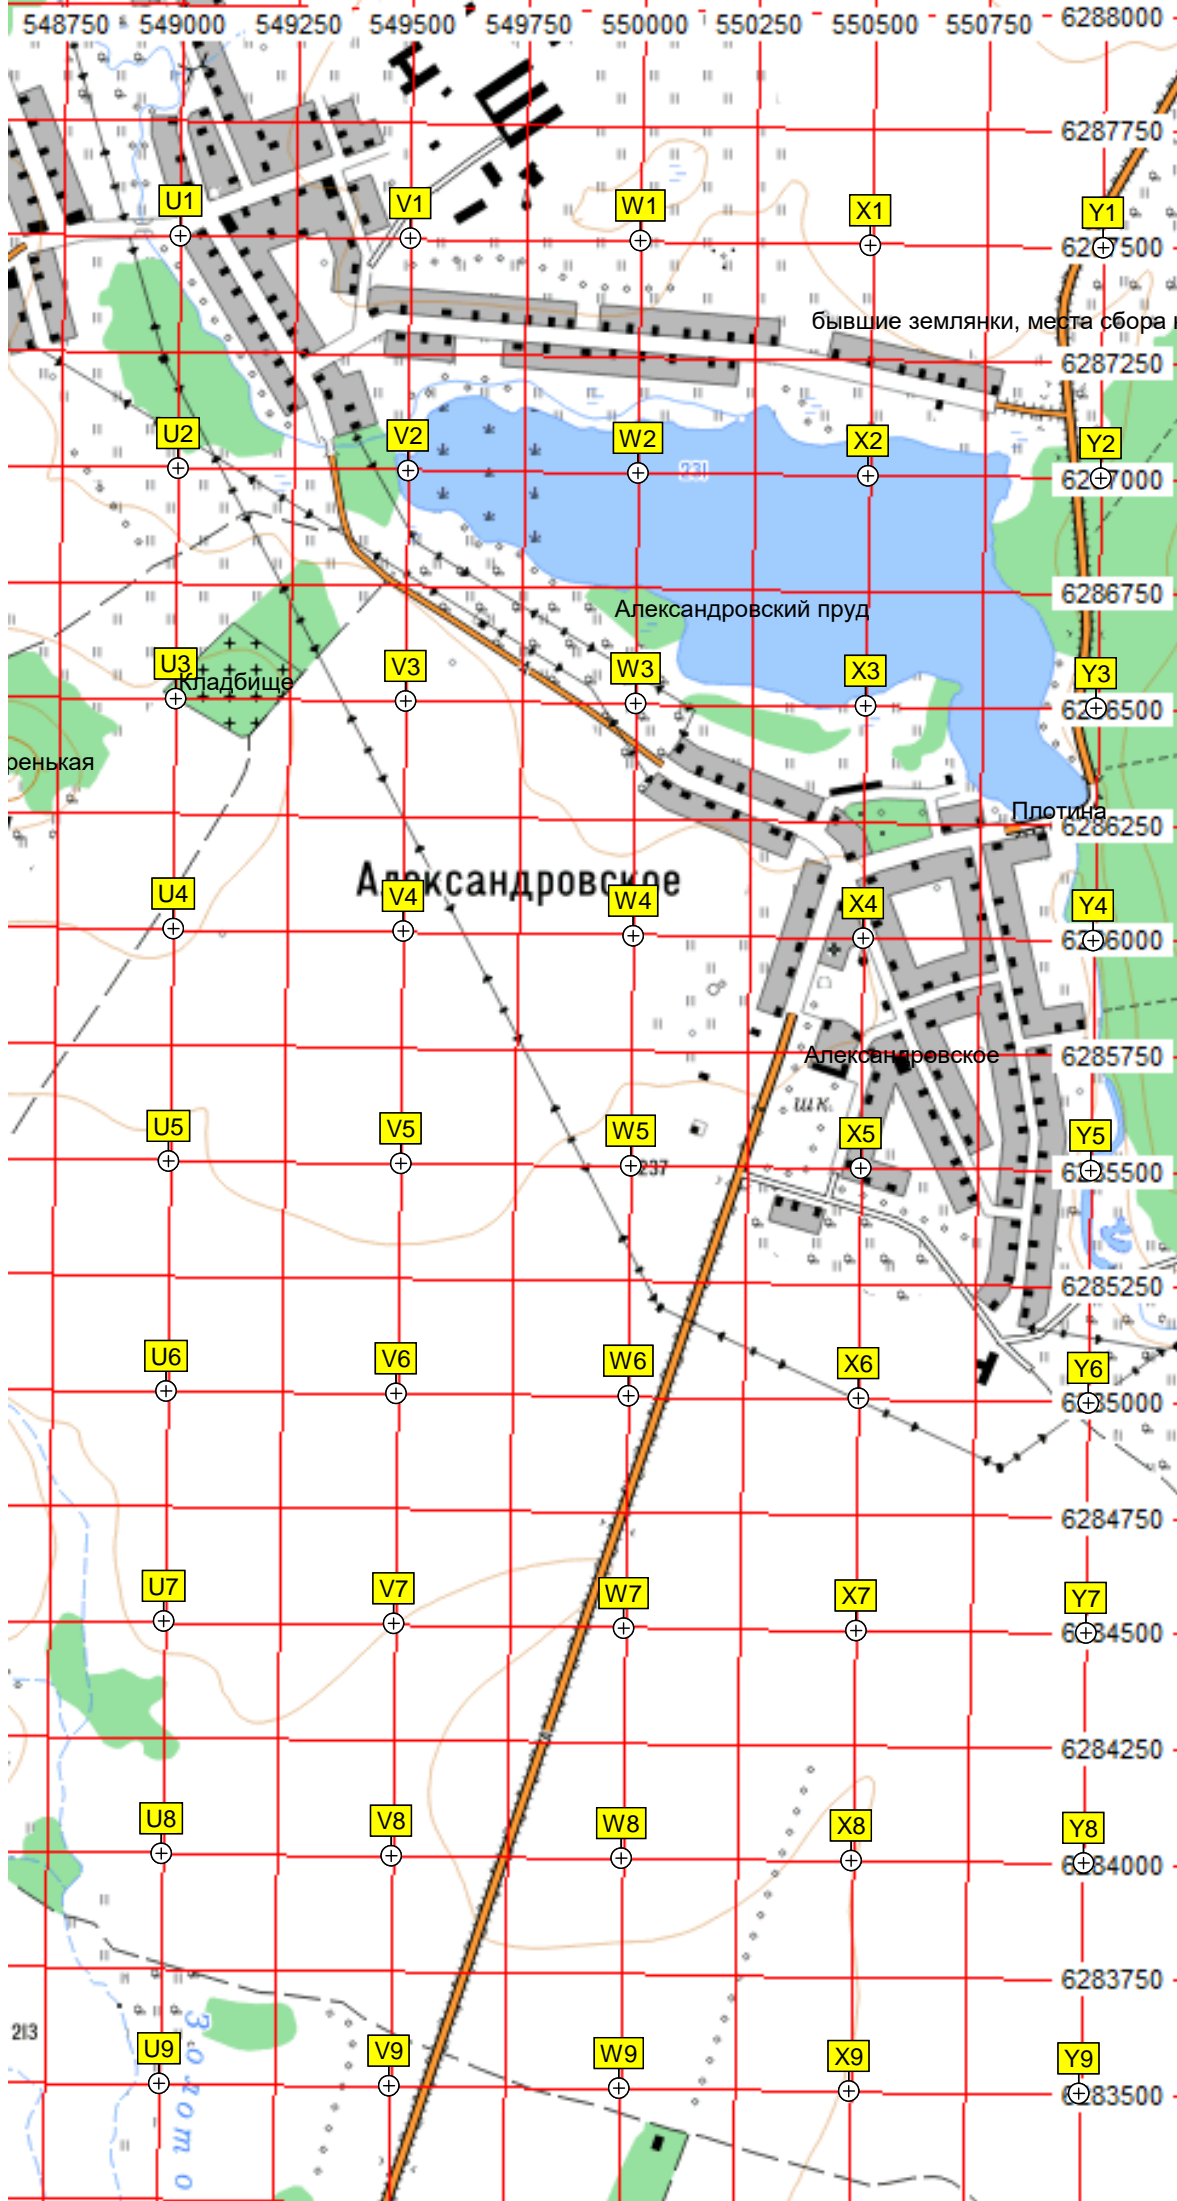 548750 549000 549250 549500 549750 550000 550250 550500 550750 6288000
6287750
U1 V1 W1 X1 Y1
6287500
бывшие землянки, места сбора н
6287250
U2 V2 W2 X2 Y2
231
6287000
6286750
Александровский пруд
U3 V3 W3 X3 Y3
Кладбище
6286500
ренькая
Плотина
6286250
Александровское
U4 V4 W4 X4 Y4
6286000
6285750
Александровское
шк.
U5 V5 W5 X5 Y5
237
6285500
6285250
U6 V6 W6 X6 Y6
6285000
6284750
U7 V7 W7 X7 Y7
6284500
6284250
U8 V8 W8 X8 Y8
6284000
6283750
213
Золото
U9 V9 W9 X9 Y9
6283500